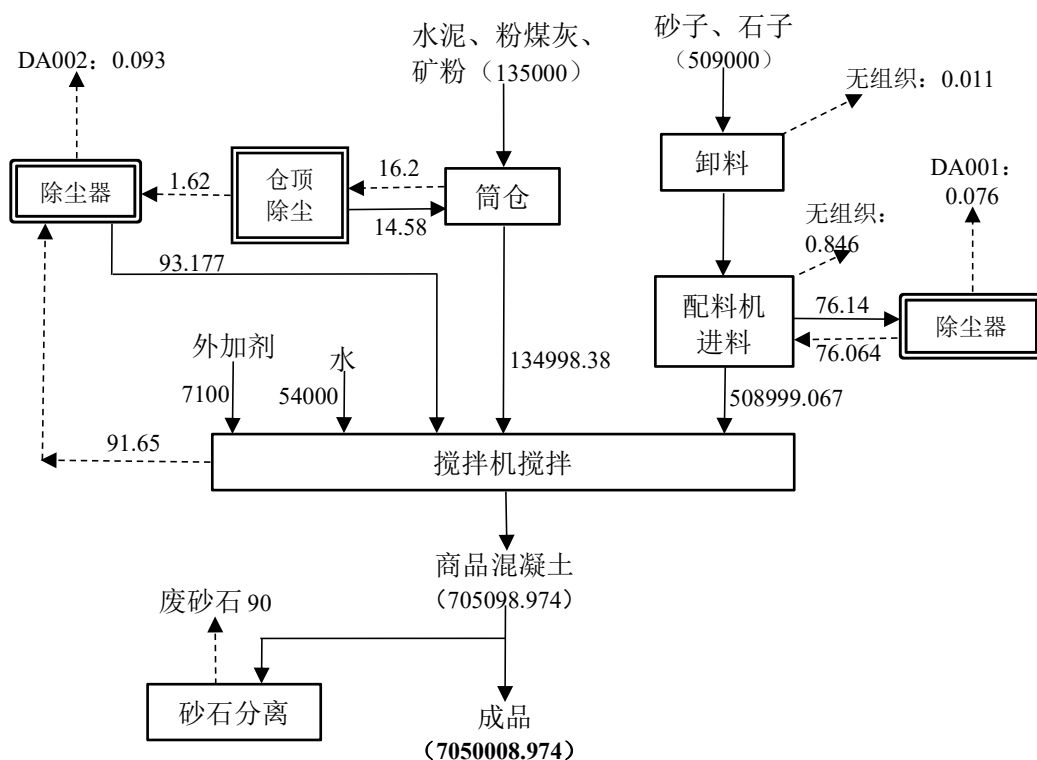 DA002：0.093
水泥、粉煤灰、
矿粉（135000）
砂子、石子
（509000）
无组织：0.011
除尘器
1.62
仓顶
除尘
16.2
14.58
筒仓
卸料
DA001：
0.076
无组织：
0.846
93.177
配料机
进料
76.14
76.064
除尘器
外加剂
7100
水
54000
134998.38
508999.067
91.65
搅拌机搅拌
商品混凝土
（705098.974）
废砂石 90
砂石分离
成品
（7050008.974）